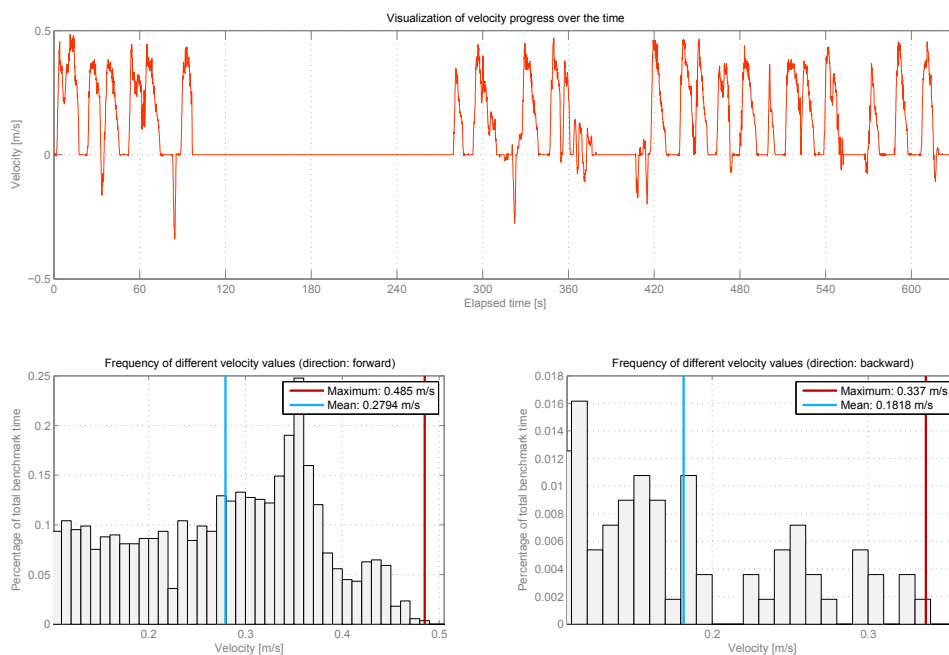 Visualization of velocity progress over the time
0.5
0
−0.5
Velocity [m/s]
0 60 120 180 240 300 360 420 480 540 600
Elapsed time [s]
Frequency of different velocity values (direction: forward)
0.25
0.2
0.15
0.1
0.05
0
Percentage of total benchmark time
Maximum: 0.485 m/s
Mean: 0.2794 m/s
0.2 0.3 0.4 0.5
Velocity [m/s]
Frequency of different velocity values (direction: backward)
0.018
0.016
0.014
0.012
0.01
0.008
0.006
0.004
0.002
0
Percentage of total benchmark time
Maximum: 0.337 m/s
Mean: 0.1818 m/s
0.2 0.3
Velocity [m/s]